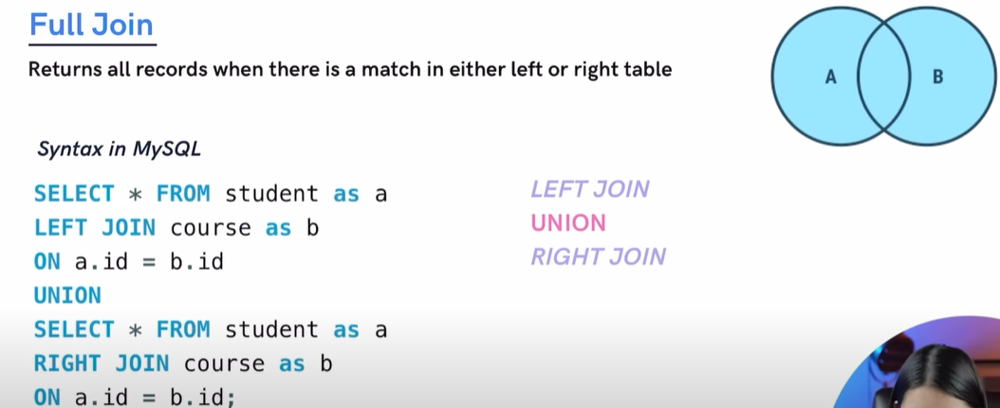 Full Join
Returns all records when there is a match in either left or right table
A
B
Syntax in MySQL
SELECT * FROM student as a
LEFT JOIN course as b
ON a.id = b.id
UNION
SELECT * FROM student as a
RIGHT JOIN course as b
ON a.id = b.id;
LEFT JOIN
UNION
RIGHT JOIN